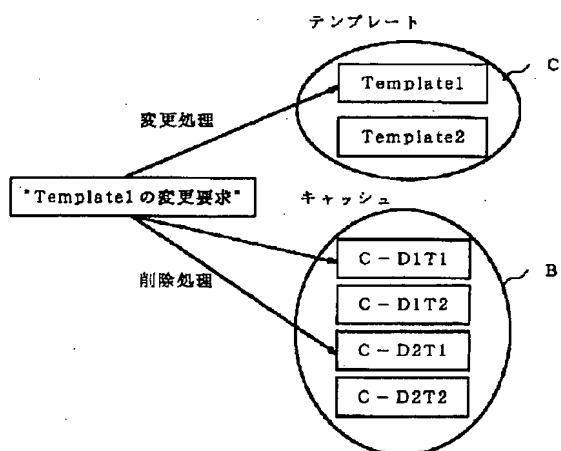 テンプレート
C
Template1
変更処理
Template2
"Template1の変更要求"
キャッシュ
C－D1T1
B
削除処理
C－D1T2
C－D2T1
C－D2T2